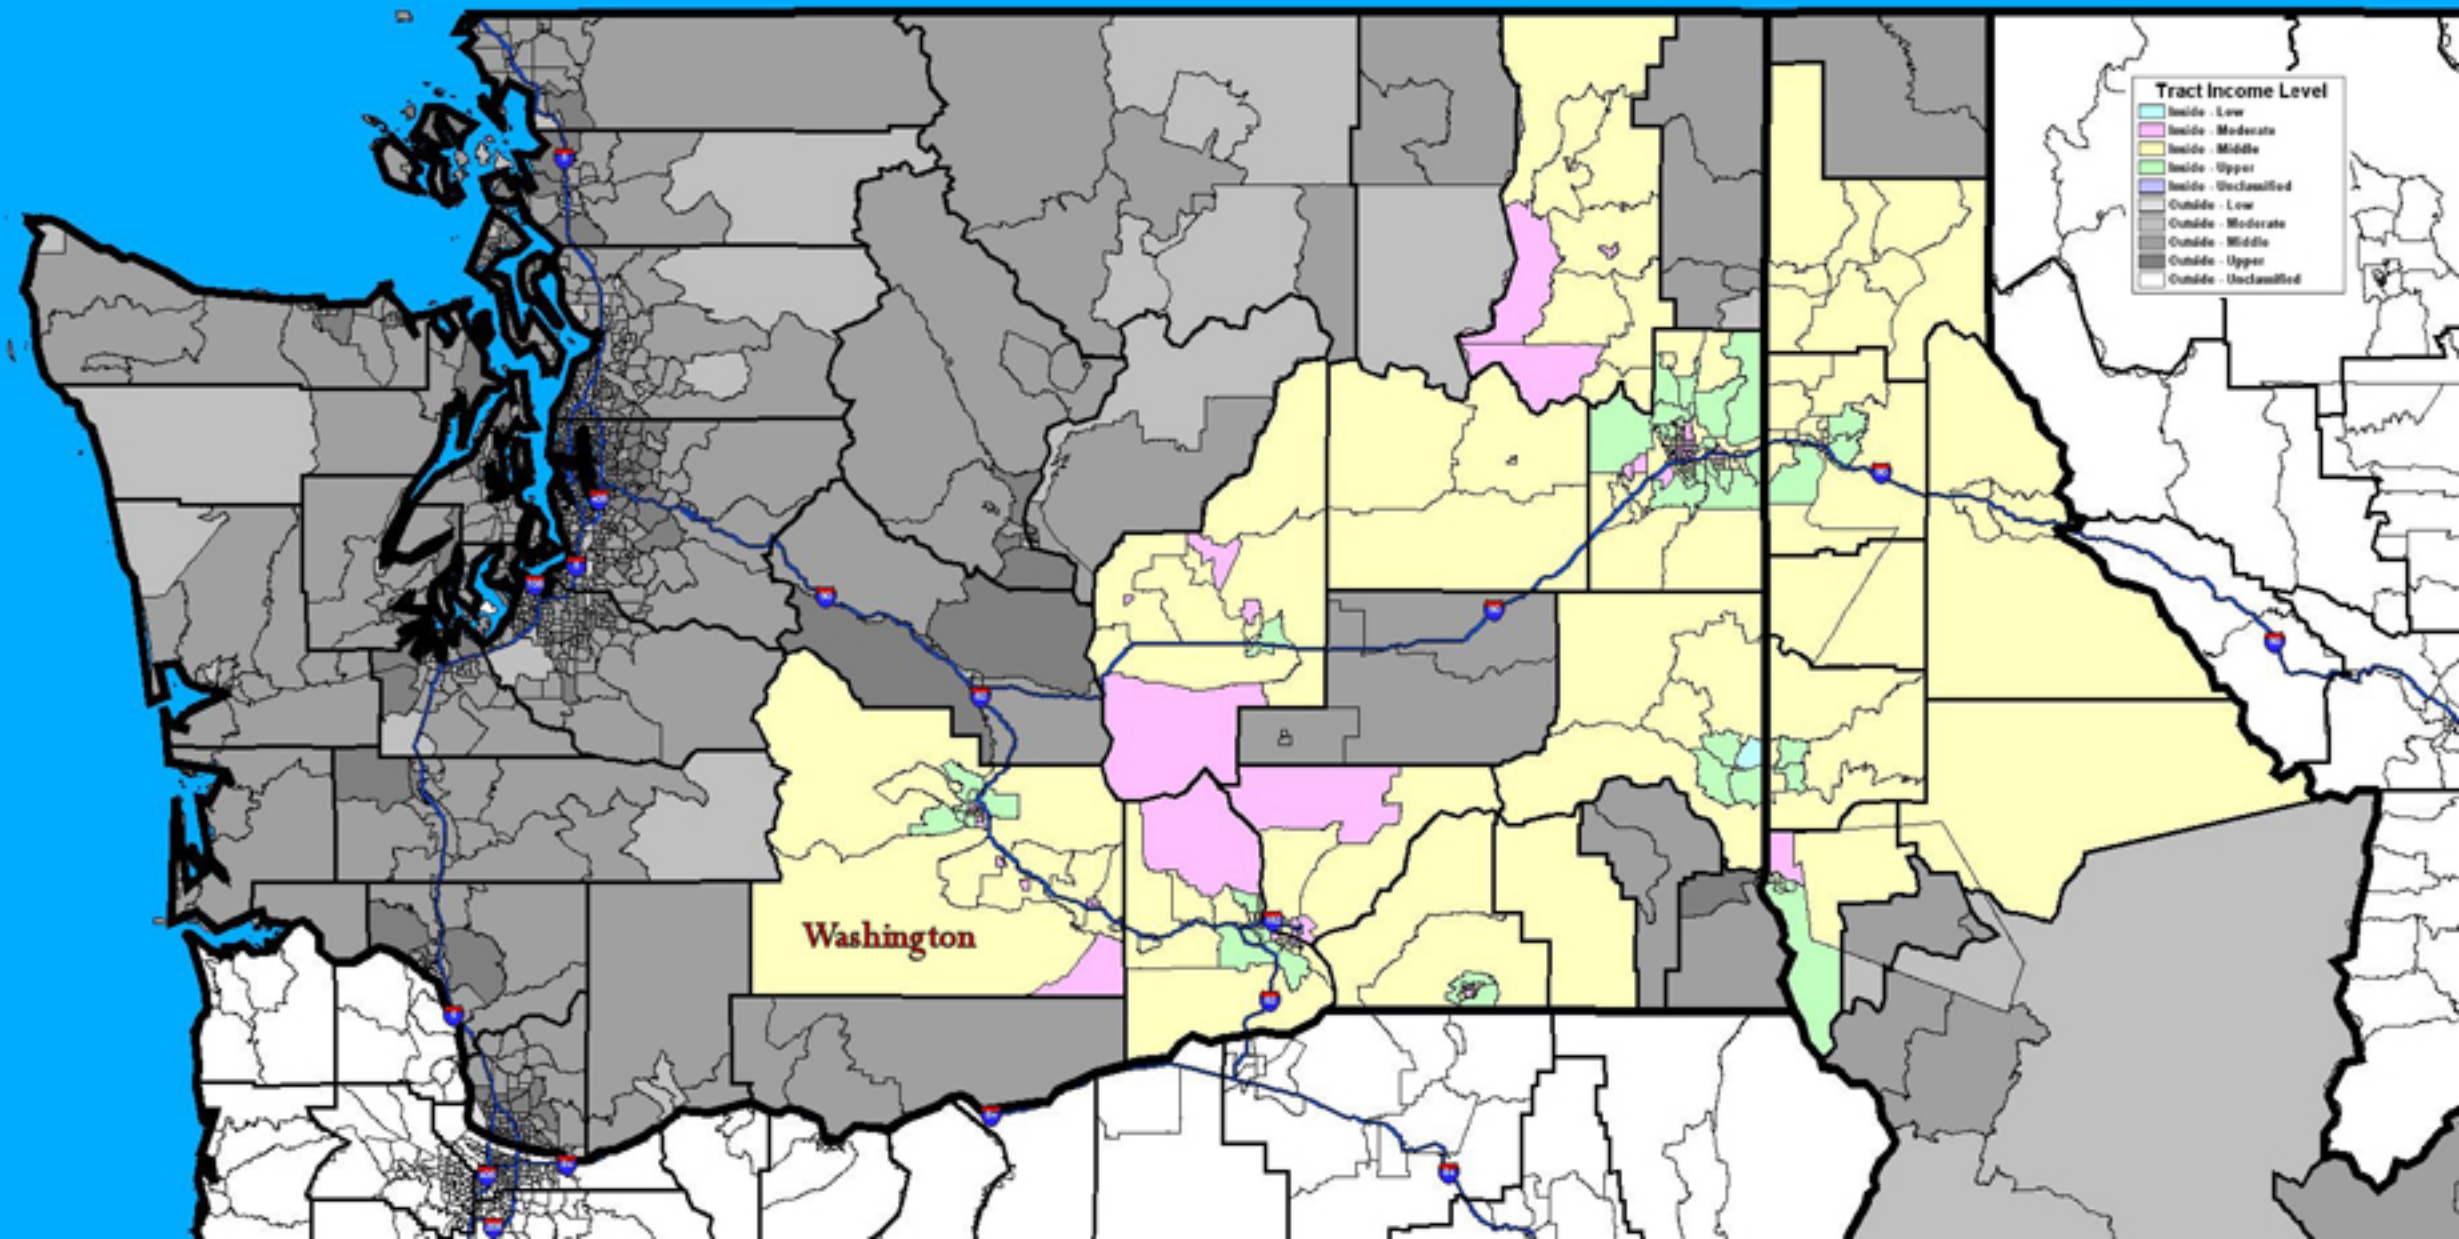 Tract Income Level
Inside - Low
Inside - Moderate
Inside - Middle
Inside - Upper
Inside - Unclassified
Outside - Low
Outside - Moderate
Outside - Middle
Outside - Upper
Outside - Unclassified
Washington